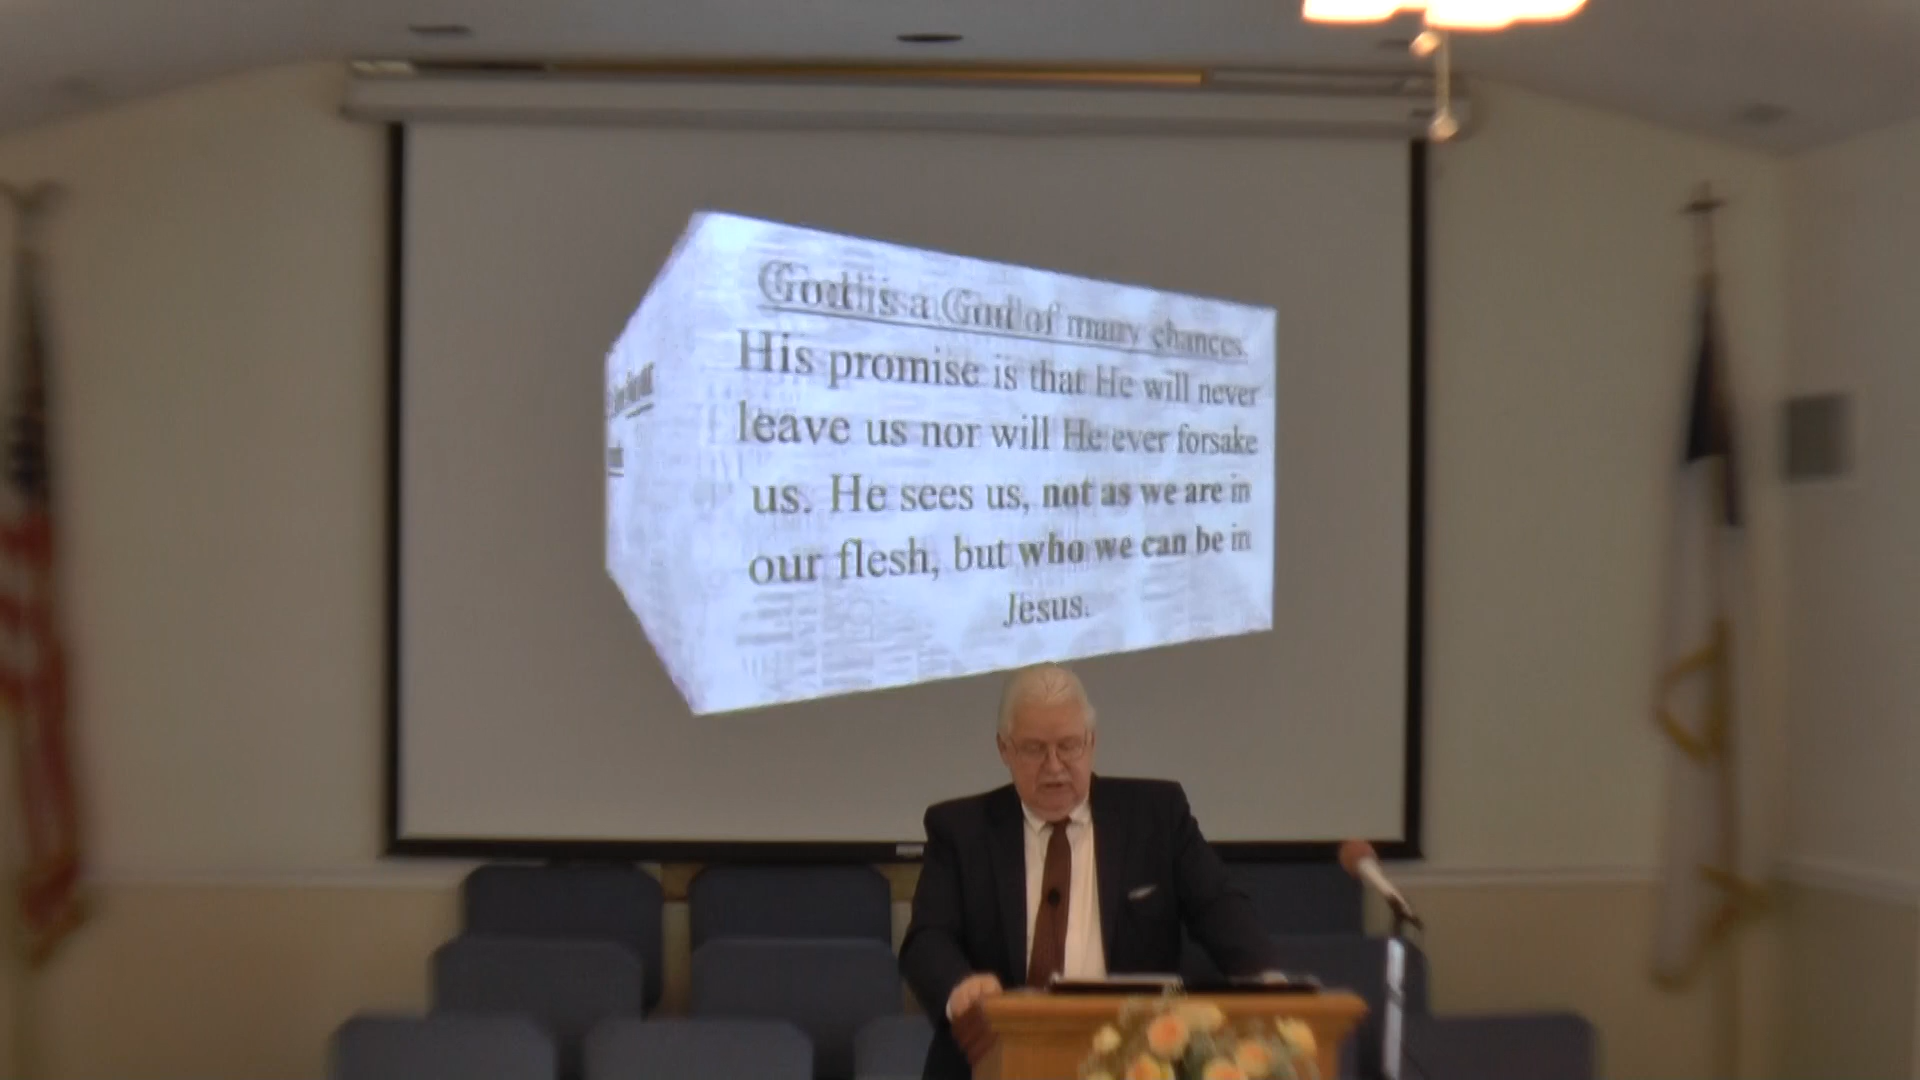 God is a God of many chances.
His promise is that He will never
leave us nor will He ever forsake
us. He sees us, not as we are in
our flesh, but who we can be in
Jesus.